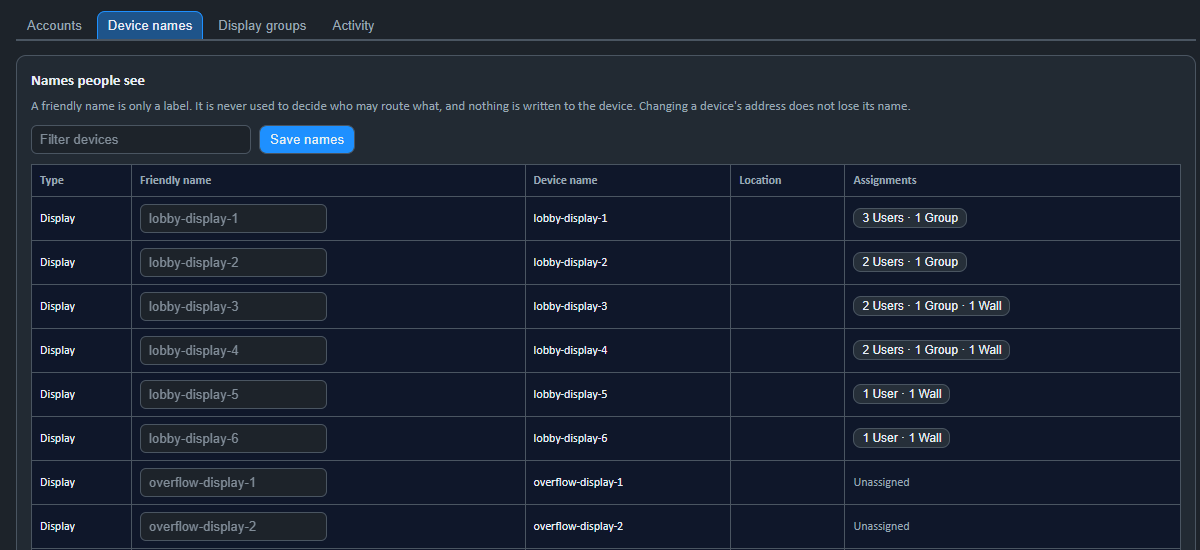 Accounts Device names Display groups Activity
Names people see
A friendly name is only a label. It is never used to decide who may route what, and nothing is written to the device. Changing a device's address does not lose its name.
Filter devices Save names
Type Friendly name Device name Location Assignments
Display lobby-display-1 lobby-display-1 3 Users · 1 Group
Display lobby-display-2 lobby-display-2 2 Users · 1 Group
Display lobby-display-3 lobby-display-3 2 Users · 1 Group · 1 Wall
Display lobby-display-4 lobby-display-4 2 Users · 1 Group · 1 Wall
Display lobby-display-5 lobby-display-5 1 User · 1 Wall
Display lobby-display-6 lobby-display-6 1 User · 1 Wall
Display overflow-display-1 overflow-display-1 Unassigned
Display overflow-display-2 overflow-display-2 Unassigned